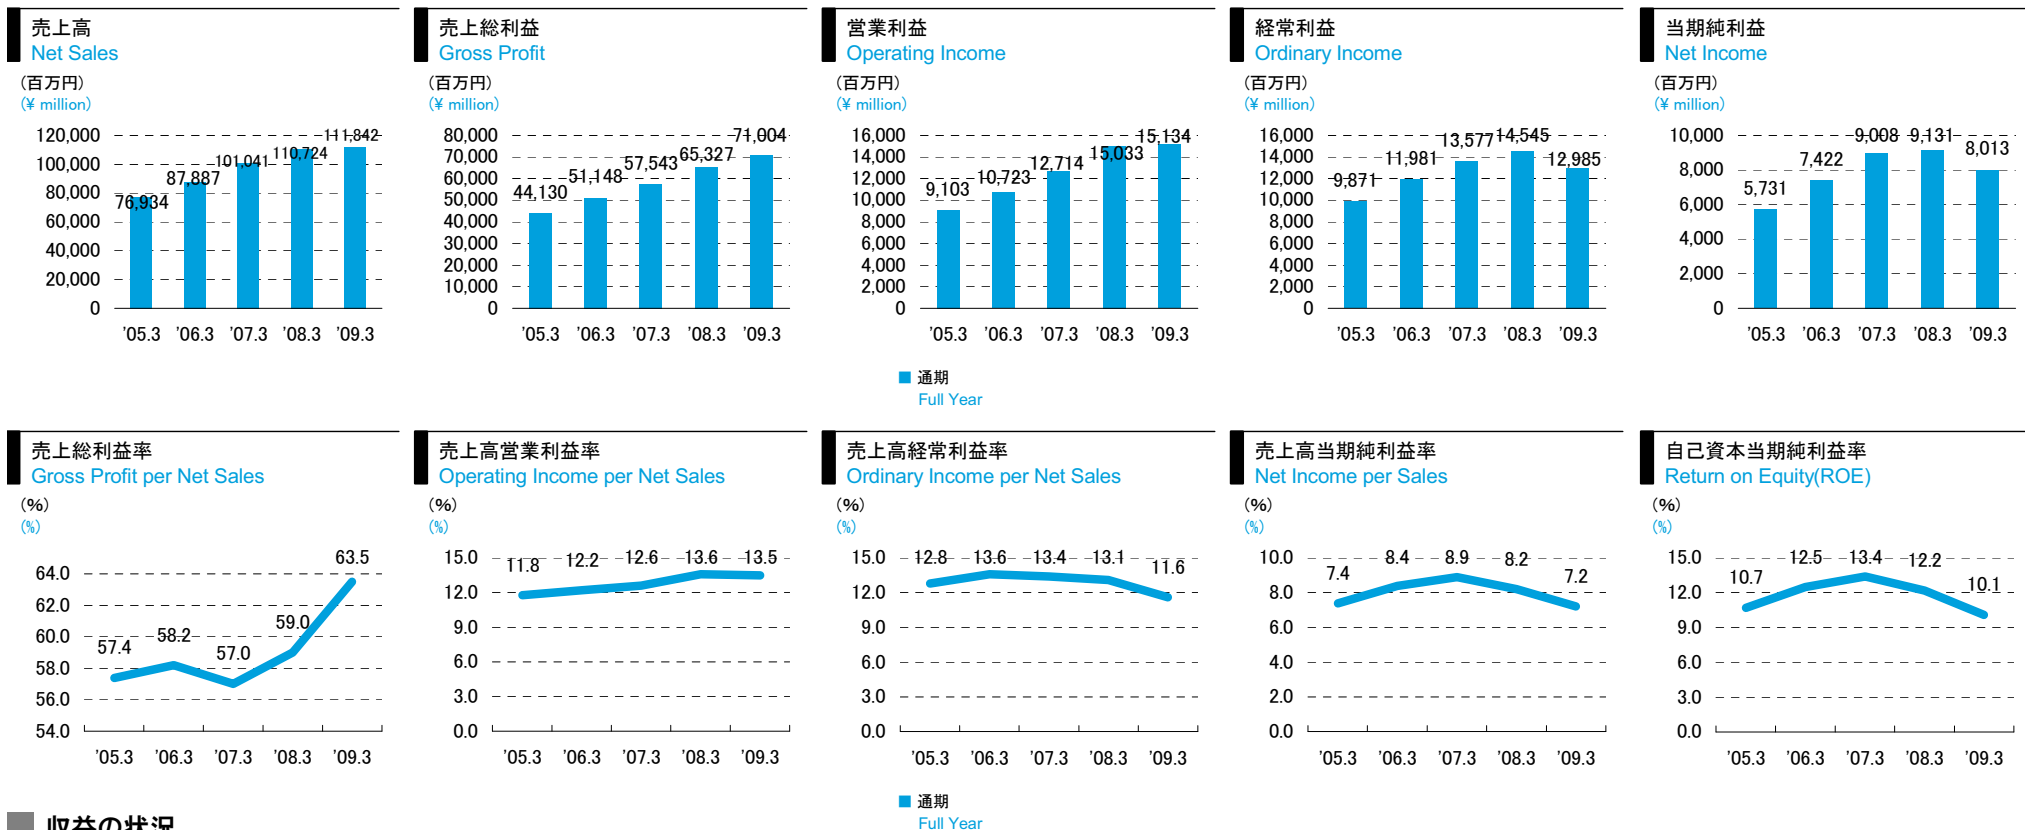 売上高
Net Sales
(百万円)
(¥ million)
120,000
100,000
80,000
60,000
40,000
20,000
0
76,934
87,887
101,041
110,724
111,842
'05.3 '06.3 '07.3 '08.3 '09.3
売上総利益
Gross Profit
(百万円)
(¥ million)
80,000
70,000
60,000
50,000
40,000
30,000
20,000
10,000
0
44,130
51,148
57,543
65,327
71,004
'05.3 '06.3 '07.3 '08.3 '09.3
営業利益
Operating Income
(百万円)
(¥ million)
16,000
14,000
12,000
10,000
8,000
6,000
4,000
2,000
0
9,103
10,723
12,714
15,033
15,134
'05.3 '06.3 '07.3 '08.3 '09.3
経常利益
Ordinary Income
(百万円)
(¥ million)
16,000
14,000
12,000
10,000
8,000
6,000
4,000
2,000
0
9,871
11,981
13,577
14,545
12,985
'05.3 '06.3 '07.3 '08.3 '09.3
当期純利益
Net Income
(百万円)
(¥ million)
10,000
8,000
6,000
4,000
2,000
0
5,731
7,422
9,008
9,131
8,013
'05.3 '06.3 '07.3 '08.3 '09.3
通期
Full Year
売上総利益率
Gross Profit per Net Sales
(%)
(%)
64.0
62.0
60.0
58.0
56.0
54.0
57.4
58.2
57.0
59.0
63.5
'05.3 '06.3 '07.3 '08.3 '09.3
売上高営業利益率
Operating Income per Net Sales
(%)
(%)
15.0
12.0
9.0
6.0
3.0
0.0
11.8
12.2
12.6
13.6
13.5
'05.3 '06.3 '07.3 '08.3 '09.3
売上高経常利益率
Ordinary Income per Net Sales
(%)
(%)
15.0
12.0
9.0
6.0
3.0
0.0
12.8
13.6
13.4
13.1
11.6
'05.3 '06.3 '07.3 '08.3 '09.3
売上高当期純利益率
Net Income per Sales
(%)
(%)
10.0
8.0
6.0
4.0
2.0
0.0
7.4
8.4
8.9
8.2
7.2
'05.3 '06.3 '07.3 '08.3 '09.3
自己資本当期純利益率
Return on Equity(ROE)
(%)
(%)
15.0
12.0
9.0
6.0
3.0
0.0
10.7
12.5
13.4
12.2
10.1
'05.3 '06.3 '07.3 '08.3 '09.3
通期
Full Year
収益の状況